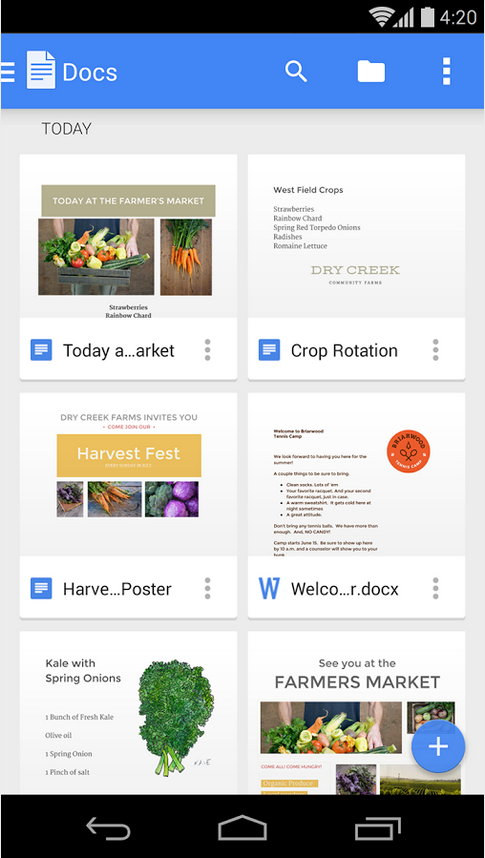 4:20
Docs
TODAY
TODAY AT THE FARMER'S MARKET
Strawberries
Rainbow Chard
Today a...arket
West Field Crops
Strawberries
Rainbow Chard
Spring Red Torpedo Onions
Radishes
Romaine Lettuce
DRY CREEK
COMMUNITY FARMS
Crop Rotation
DRY CREEK FARMS INVITES YOU
• COME JOIN OUR •
Harvest Fest
Harve...Poster
Welcome to Briarwood
Tennis Camp
BRIARWOOD
TENNIS CAMP
We look forward to having you here for the
summer!
A couple things to be sure to bring:
• Clean socks. Lots of 'em
• Your favorite racquet. And your second
favorite racquet, just in case.
• A warm sweatshirt. It gets cold here at
night sometimes
• A great attitude.
Don't bring any tennis balls. We have more than
enough. And, NO CANDY!
Camp starts June 15. Be sure to show up here
by 10 a.m. and a counselor will show you to your
bunk
W
Welco...r.docx
Kale with
Spring Onions
1 Bunch of Fresh Kale
Olive oil
1 Spring Onion
1 Pinch of salt
See you at the
FARMERS MARKET
COME ALL! COME HUNGRY!
Organic Produce